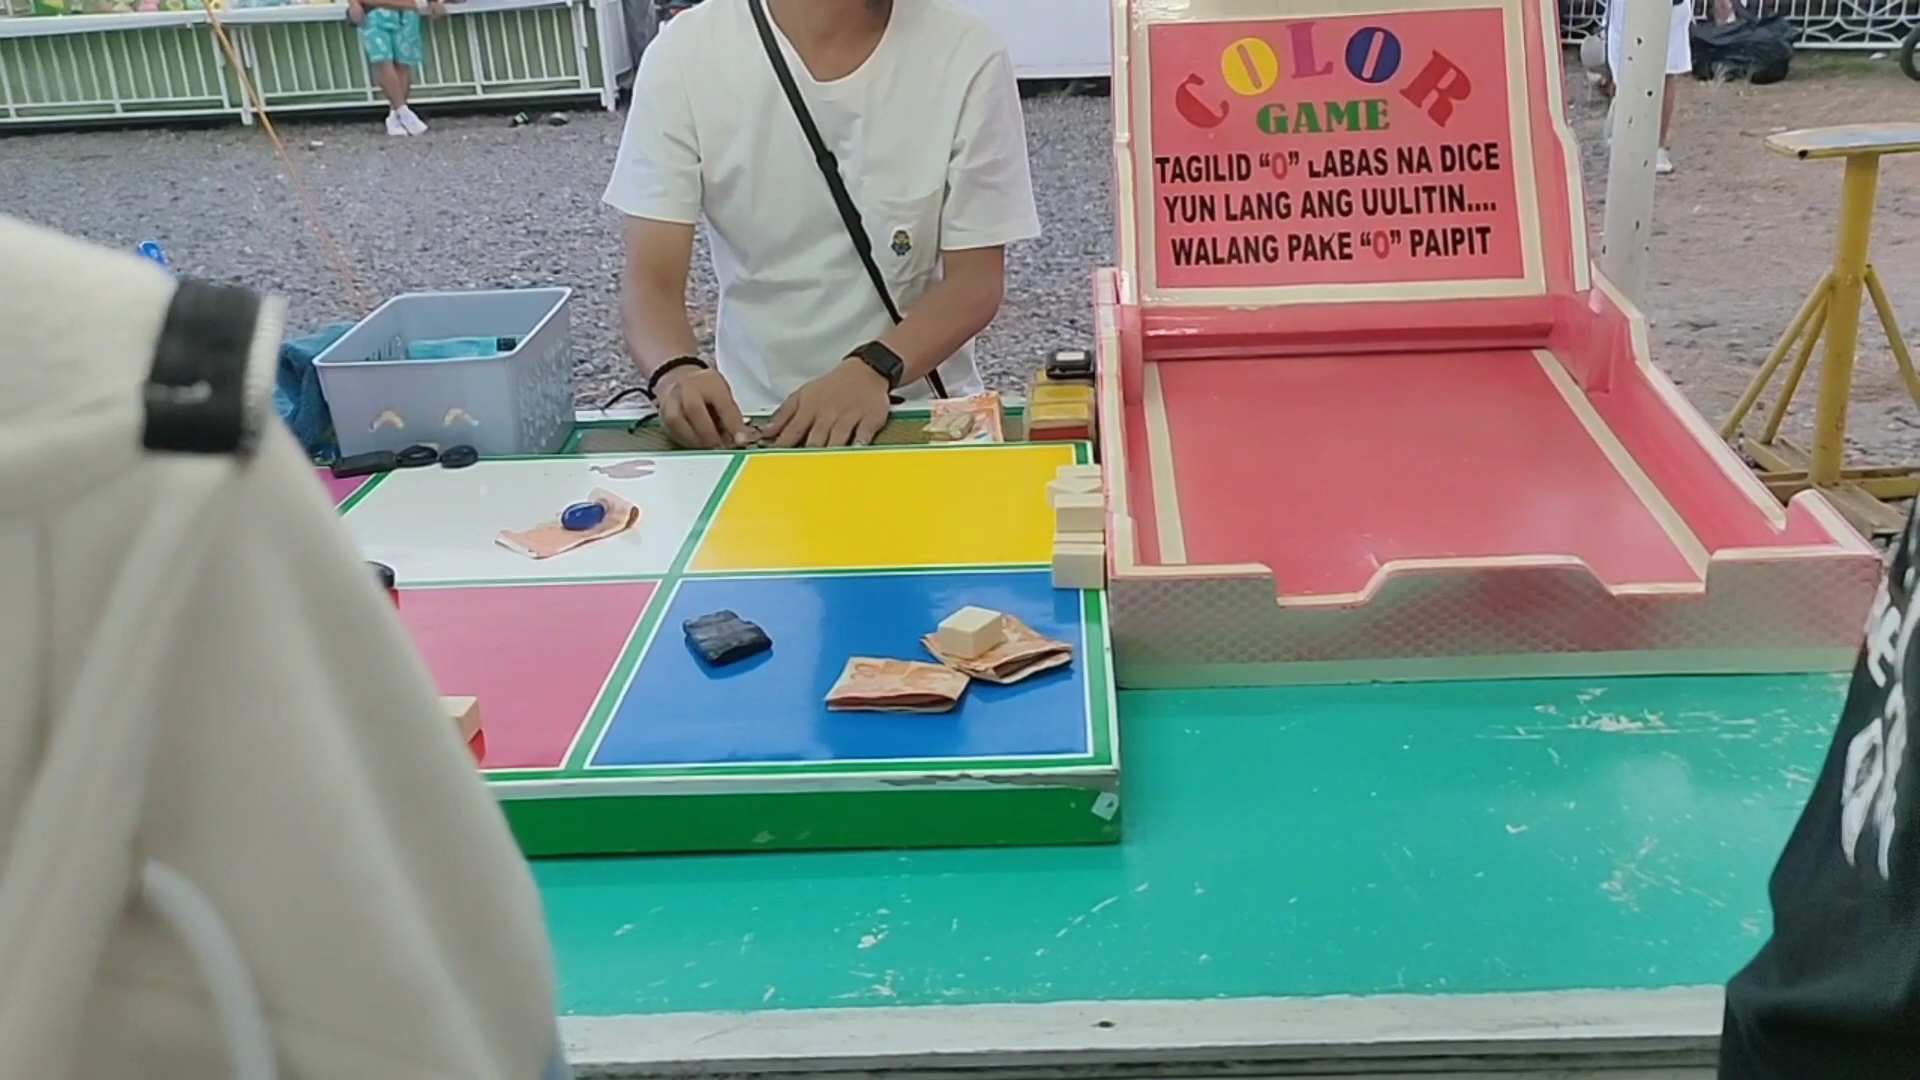 COLOR
GAME
TAGILID "O" LABAS NA DICE
YUN LANG ANG UULITIN....
WALANG PAKE "O" PAIPIT